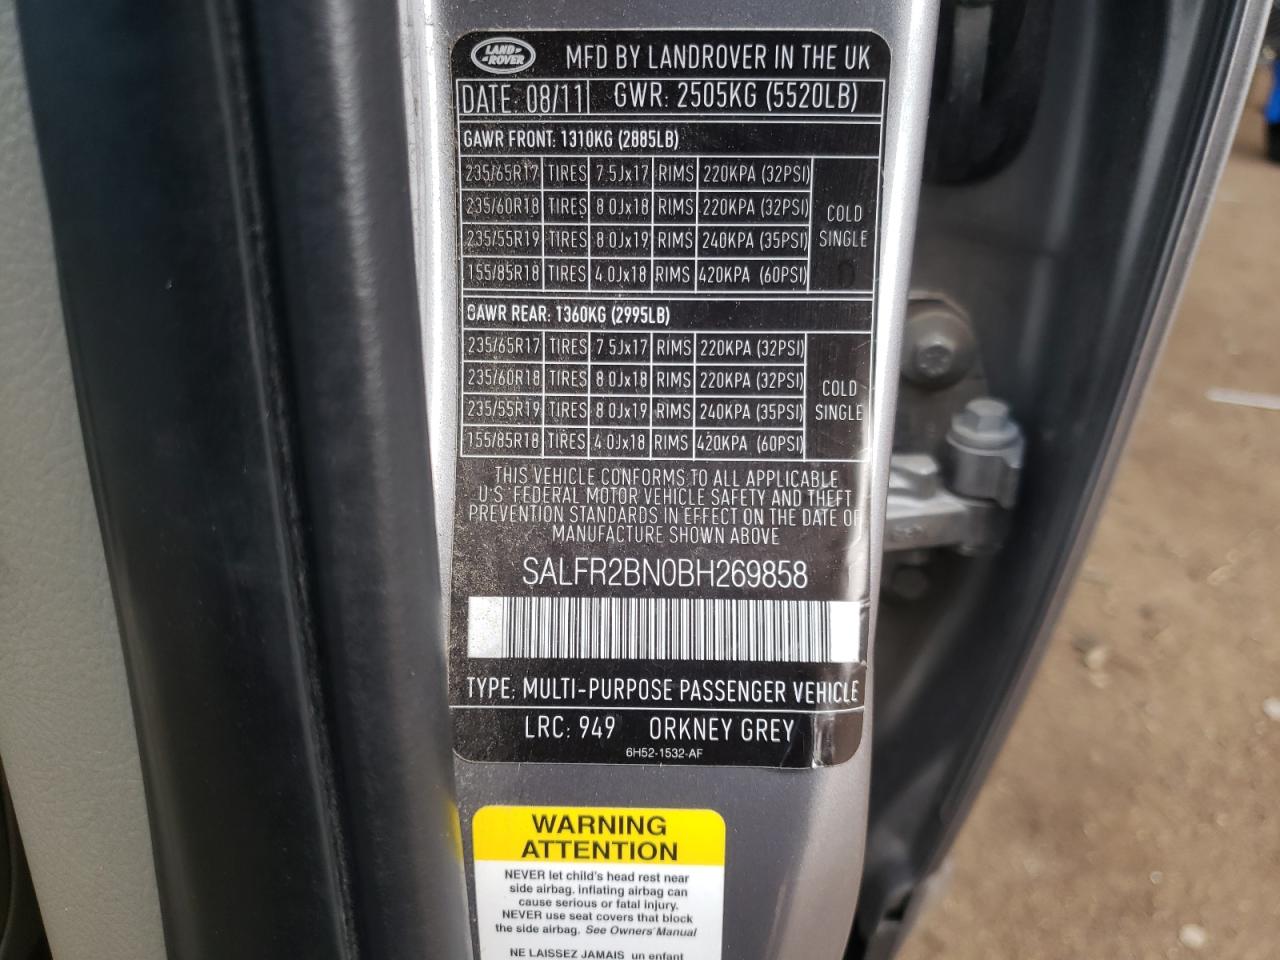 LAND ROVER MFD BY LANDROVER IN THE UK
DATE: 08/11 GWR: 2505KG (5520LB)
GAWR FRONT: 1310KG (2885LB)
235/65R17 TIRES 7.5Jx17 RIMS 220KPA (32PSI)
235/60R18 TIRES 8.0Jx18 RIMS 220KPA (32PSI)
235/55R19 TIRES 8.0Jx19 RIMS 240KPA (35PSI)
155/85R18 TIRES 4.0Jx18 RIMS 420KPA (60PSI)
COLD
SINGLE
GAWR REAR: 1360KG (2995LB)
235/65R17 TIRES 7.5Jx17 RIMS 220KPA (32PSI)
235/60R18 TIRES 8.0Jx18 RIMS 220KPA (32PSI)
235/55R19 TIRES 8.0Jx19 RIMS 240KPA (35PSI)
155/85R18 TIRES 4.0Jx18 RIMS 420KPA (60PSI)
COLD
SINGLE
THIS VEHICLE CONFORMS TO ALL APPLICABLE
U.S FEDERAL MOTOR VEHICLE SAFETY AND THEFT
PREVENTION STANDARDS IN EFFECT ON THE DATE OF
MANUFACTURE SHOWN ABOVE
SALFR2BN0BH269858
TYPE: MULTI-PURPOSE PASSENGER VEHICLE
LRC: 949 ORKNEY GREY
6H52-1532-AF
WARNING
ATTENTION
NEVER let child's head rest near
side airbag. inflating airbag can
cause serious or fatal injury.
NEVER use seat covers that block
the side airbag. See Owners' Manual
NE LAISSEZ JAMAIS un enfant